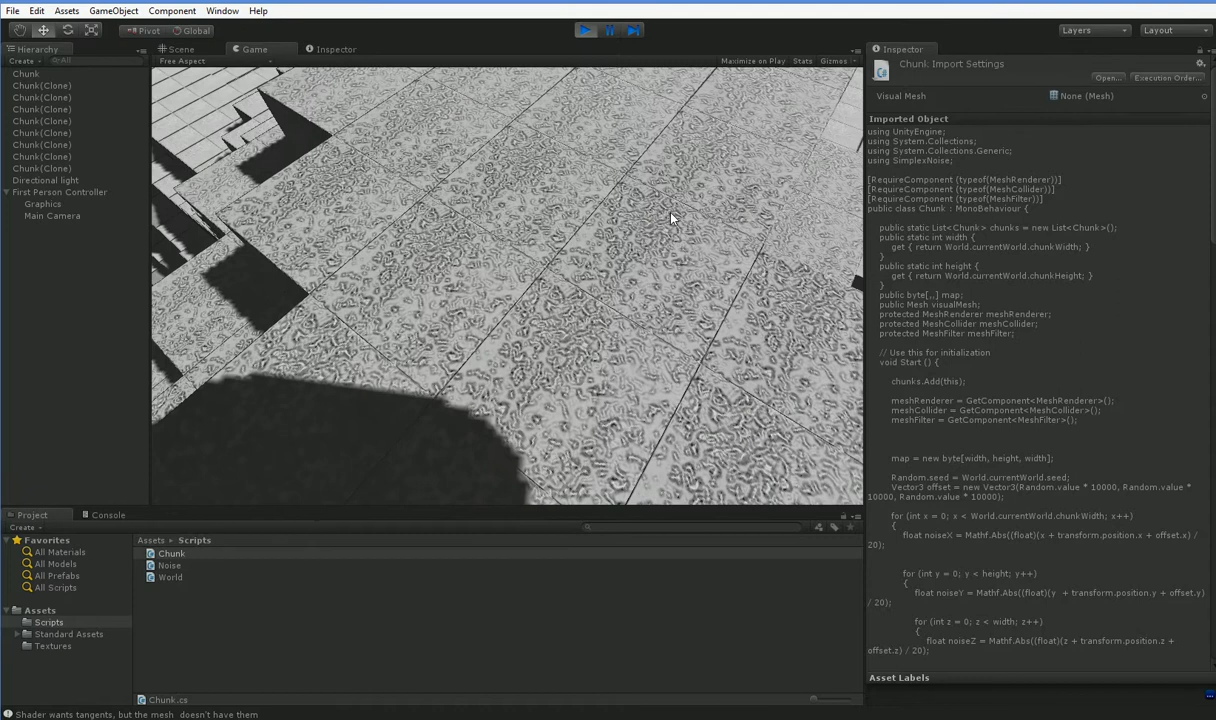 File Edit Assets GameObject Component Window Help
Pivot Global Layers Layout
Hierarchy Scene Game Inspector Inspector
Create All Free Aspect Maximize on Play Stats Gizmos
Chunk
Chunk(Clone)
Chunk(Clone)
Chunk(Clone)
Chunk(Clone)
Chunk(Clone)
Chunk(Clone)
Chunk(Clone)
Chunk(Clone)
Directional light
First Person Controller
Graphics
Main Camera
Chunk: Import Settings
Open... Execution Order...
Visual Mesh None (Mesh)
Imported Object
using UnityEngine;
using System.Collections;
using System.Collections.Generic;
using SimplexNoise;
[RequireComponent (typeof(MeshRenderer))]
[RequireComponent (typeof(MeshCollider))]
[RequireComponent (typeof(MeshFilter))]
public class Chunk : MonoBehaviour {
public static List<Chunk> chunks = new List<Chunk>();
public static int width {
get { return World.currentWorld.chunkWidth; }
}
public static int height {
get { return World.currentWorld.chunkHeight; }
}
public byte[,,] map;
public Mesh visualMesh;
protected MeshRenderer meshRenderer;
protected MeshCollider meshCollider;
protected MeshFilter meshFilter;
// Use this for initialization
void Start () {
chunks.Add(this);
meshRenderer = GetComponent<MeshRenderer>();
meshCollider = GetComponent<MeshCollider>();
meshFilter = GetComponent<MeshFilter>();
map = new byte[width, height, width];
Random.seed = World.currentWorld.seed;
Vector3 offset = new Vector3(Random.value * 10000, Random.value *
10000, Random.value * 10000);
for (int x = 0; x < World.currentWorld.chunkWidth; x++)
{
float noiseX = Mathf.Abs((float)(x + transform.position.x + offset.x) /
20);
for (int y = 0; y < height; y++)
{
float noiseY = Mathf.Abs((float)(y + transform.position.y + offset.y)
/ 20);
for (int z = 0; z < width; z++)
{
float noiseZ = Mathf.Abs((float)(z + transform.position.z +
offset.z) / 20);
Asset Labels
Project Console
Create
Favorites
All Materials
All Models
All Prefabs
All Scripts
Assets
Scripts
Standard Assets
Textures
Assets Scripts
Chunk
Noise
World
Chunk.cs
Shader wants tangents, but the mesh doesn't have them